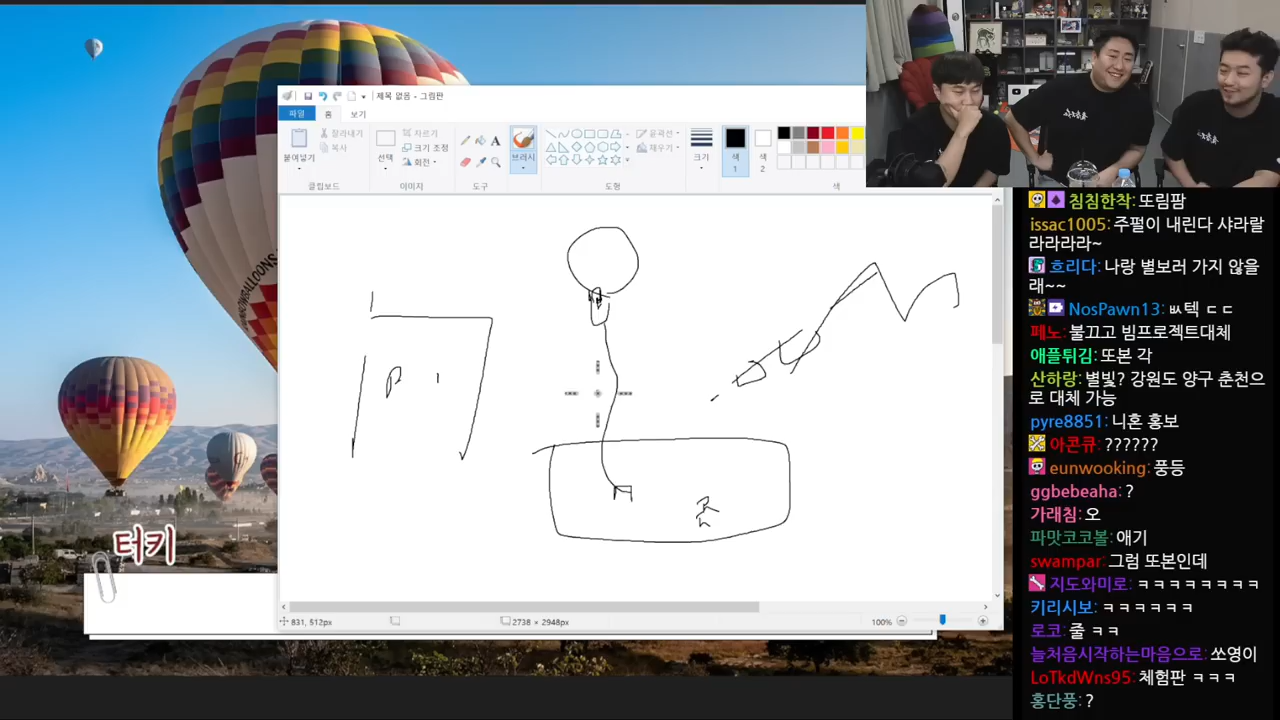 제목 없음 - 그림판
파일
홈
보기
붙여넣기
잘라내기
복사
클립보드
선택
자르기
크기 조정
회전
이미지
A
도구
브러시
윤곽선
채우기
도형
크기
색
1
색
2
색
터키
831, 512px
2738 × 2948px
100%
침침한착: 또림팜
issac1005: 주펄이 내린다 샤라랄
라라라라~
흐리다: 나랑 별보러 가지 않을
래~~
NosPawn13: ㅆ텍 ㄷㄷ
페노: 불끄고 빔프로젝트대체
애플튀김: 또본 각
산하랑: 별빛? 강원도 양구 춘천으
로 대체 가능
pyre8851: 니혼 홍보
아콘큐: ??????
eunwooking: 풍등
ggbebeaha: ?
가래침: 오
파맛코코볼: 얘기
swampar: 그럼 또본인데
지도와미로: ㅋㅋㅋㅋㅋㅋㅋㅋ
키리시보: ㅋㅋㅋㅋㅋㅋ
로코: 줄 ㅋㅋ
늘처음시작하는마음으로: 쏘영이
LoTkdWns95: 체험판 ㅋㅋㅋ
홍단풍: ?